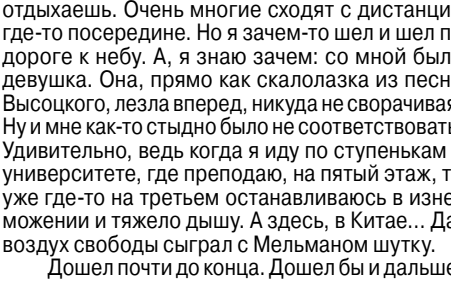 отдыхаешь. Очень многие сходят с дистанци
где-то посередине. Но я зачем-то шел и шел п
дороге к небу. А, я знаю зачем: со мной был
девушка. Она, прямо как скалолазка из песн
Высоцкого, лезла вперед, никуда не сворачивая
Ну и мне как-то стыдно было не соответствовать
Удивительно, ведь когда я иду по ступенькам
университете, где преподаю, на пятый этаж, т
уже где-то на третьем останавливаюсь в изне
можении и тяжело дышу. А здесь, в Китае... Да
воздух свободы сыграл с Мельманом шутку.
Дошел почти до конца. Дошел бы и дальше